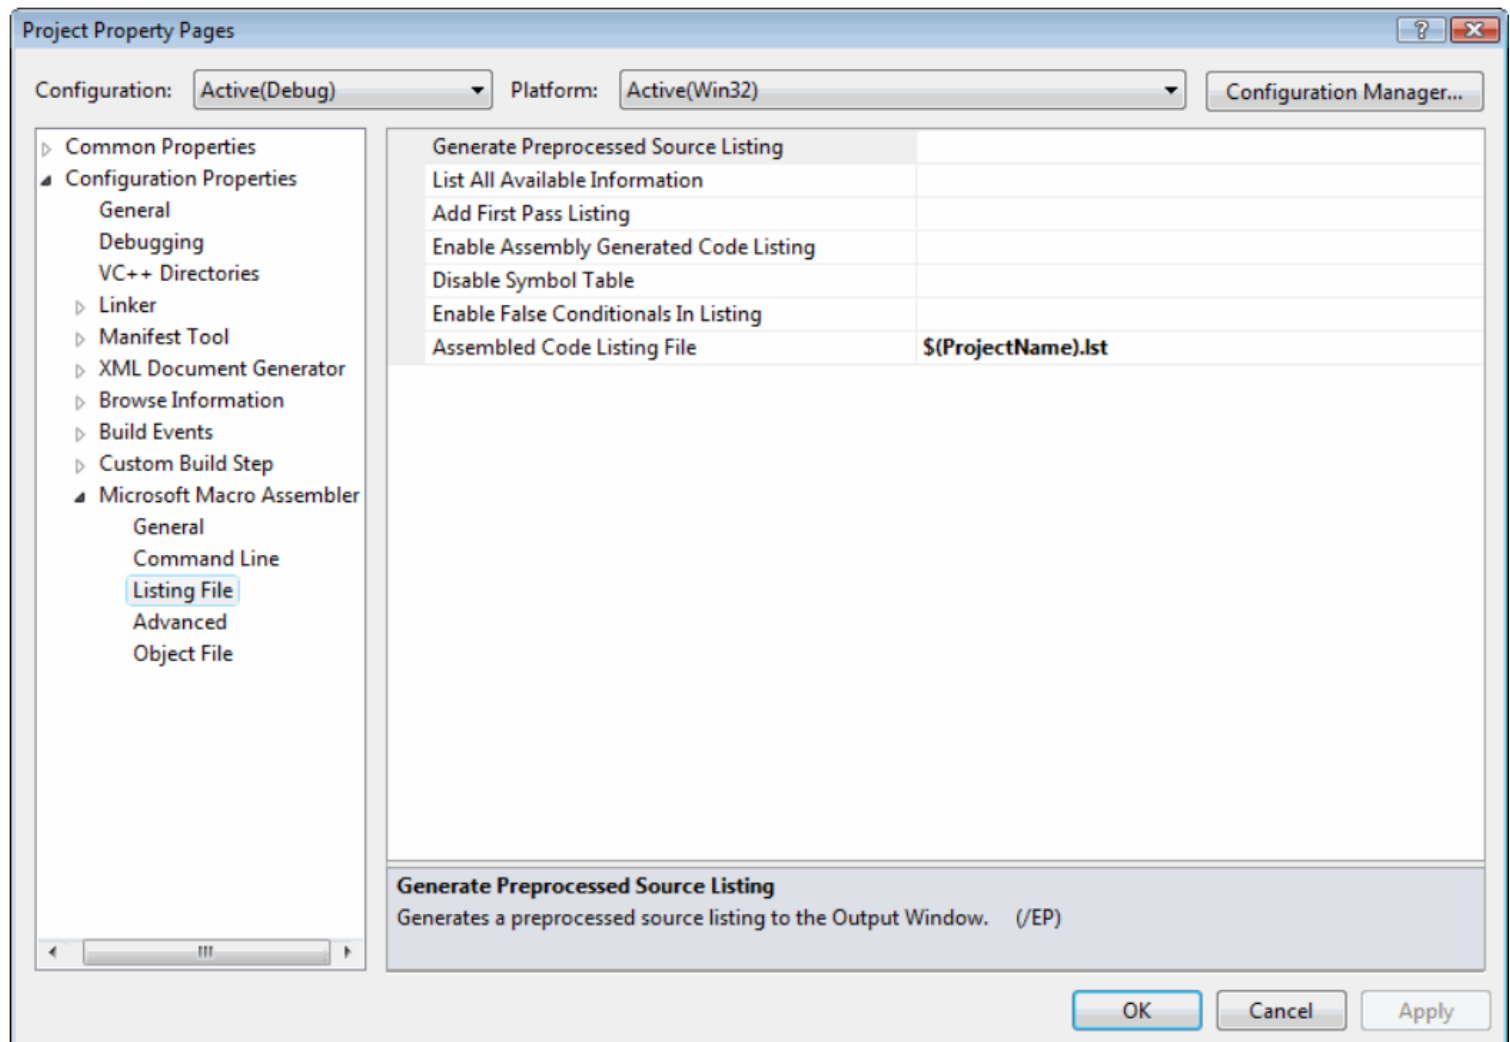 Project Property Pages
Configuration: Active(Debug) Platform: Active(Win32) Configuration Manager...
Common Properties
Configuration Properties
General
Debugging
VC++ Directories
Linker
Manifest Tool
XML Document Generator
Browse Information
Build Events
Custom Build Step
Microsoft Macro Assembler
General
Command Line
Listing File
Advanced
Object File
Generate Preprocessed Source Listing
List All Available Information
Add First Pass Listing
Enable Assembly Generated Code Listing
Disable Symbol Table
Enable False Conditionals In Listing
Assembled Code Listing File $(ProjectName).lst
Generate Preprocessed Source Listing
Generates a preprocessed source listing to the Output Window. (/EP)
OK Cancel Apply